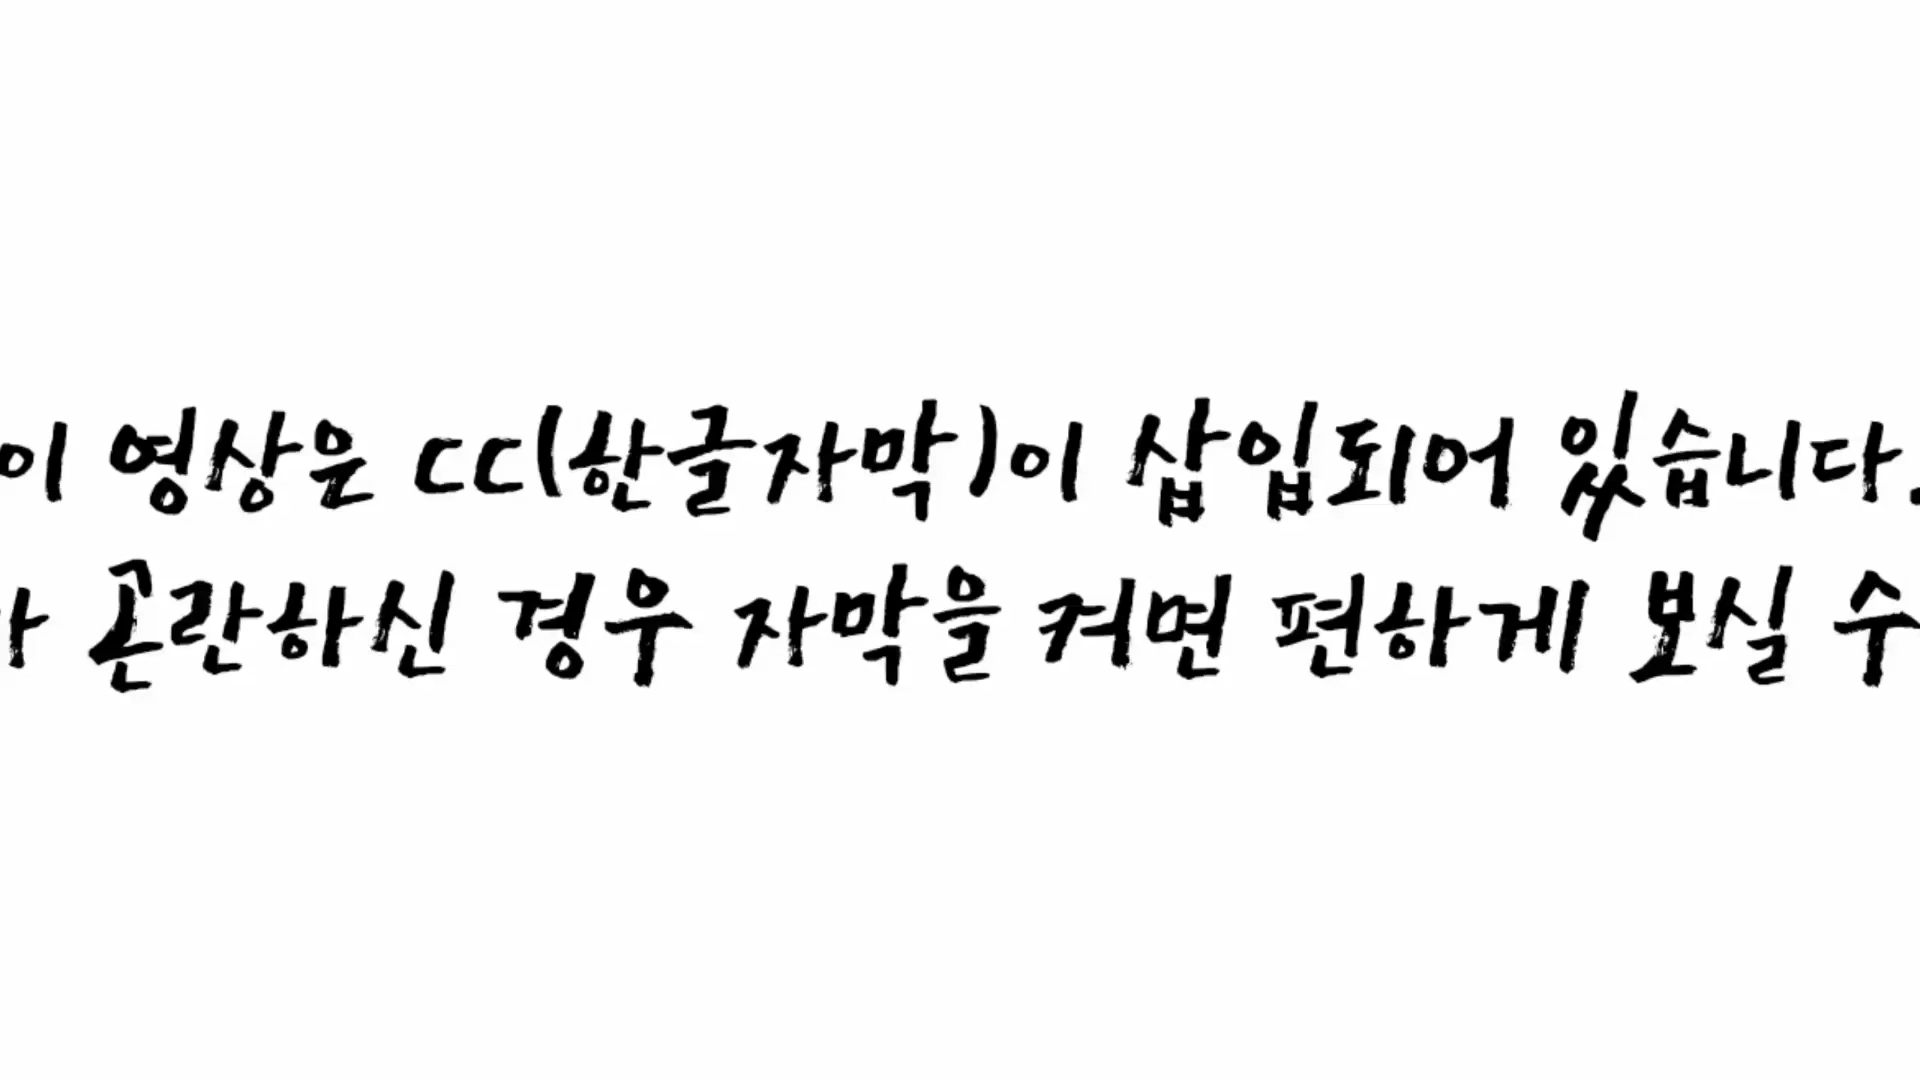 이 영상은 CC(한글자막)이 삽입되어 있습니다.
곤란하신 경우 자막을 켜면 편하게 보실 수